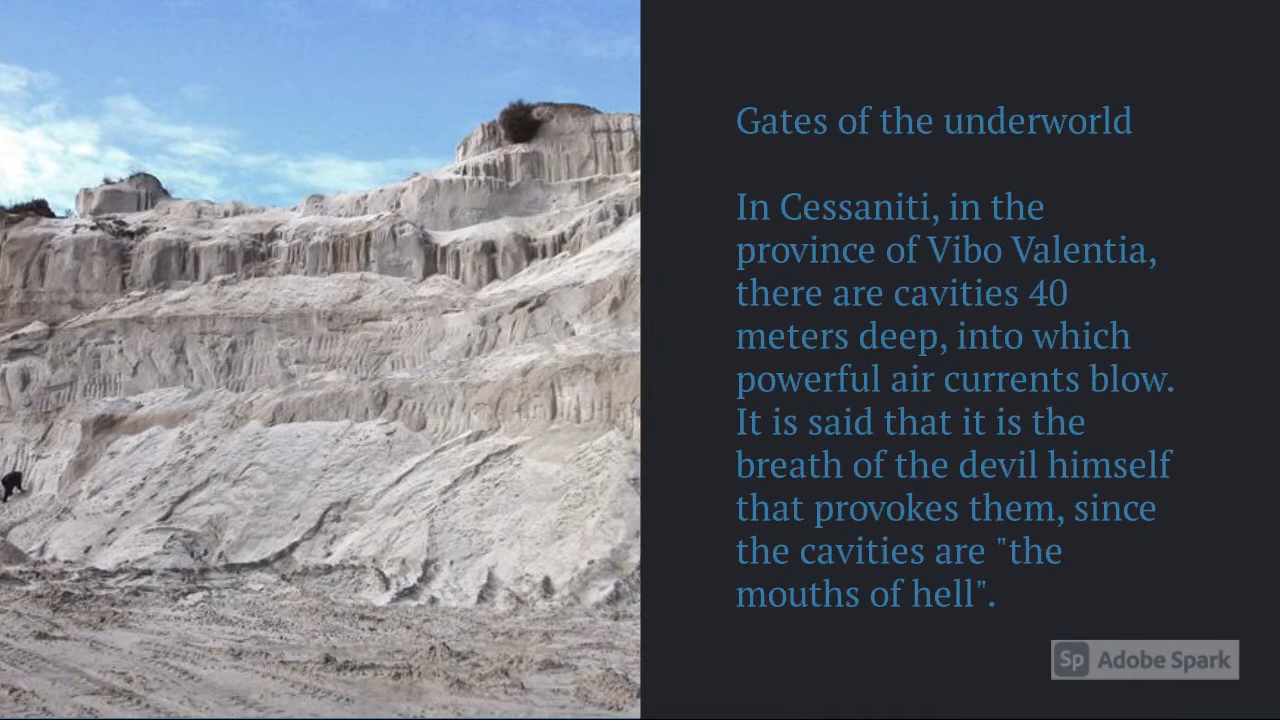 Gates of the underworld
In Cessaniti, in the
province of Vibo Valentia,
there are cavities 40
meters deep, into which
powerful air currents blow.
It is said that it is the
breath of the devil himself
that provokes them, since
the cavities are "the
mouths of hell".
Sp Adobe Spark